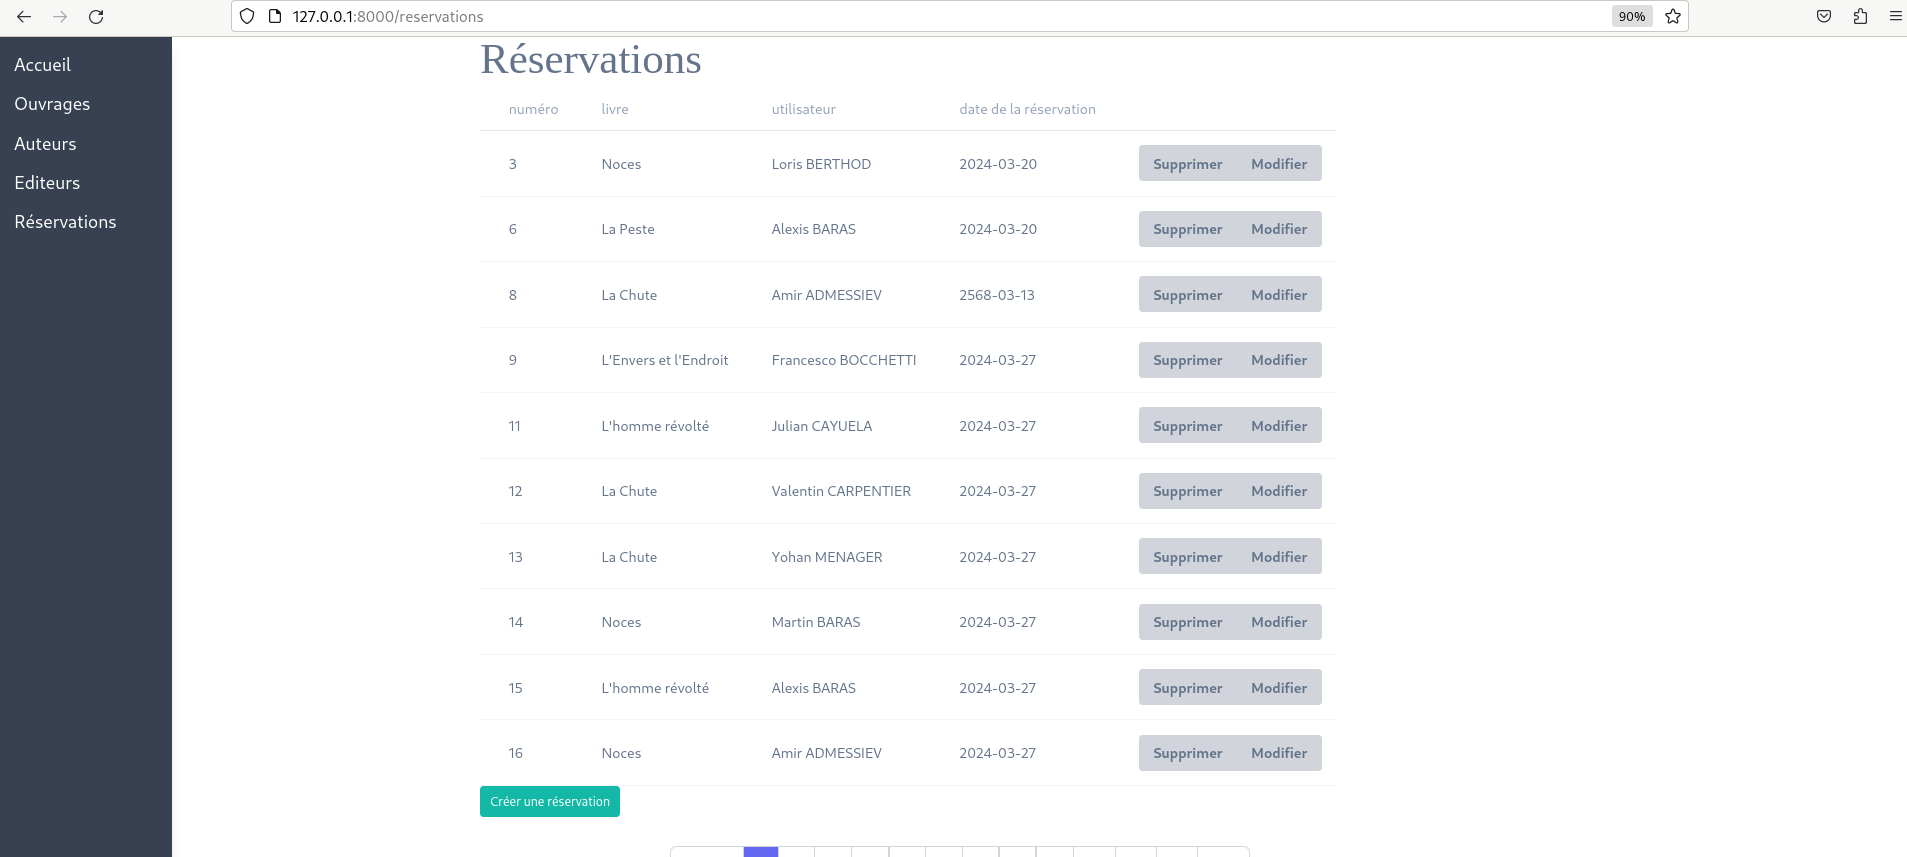 127.0.0.1:8000/reservations 90%
Accueil
Ouvrages
Auteurs
Editeurs
Réservations
Réservations
numéro livre utilisateur date de la réservation
3 Noces Loris BERTHOD 2024-03-20 Supprimer Modifier
6 La Peste Alexis BARAS 2024-03-20 Supprimer Modifier
8 La Chute Amir ADMESSIEV 2568-03-13 Supprimer Modifier
9 L'Envers et l'Endroit Francesco BOCCHETTI 2024-03-27 Supprimer Modifier
11 L'homme révolté Julian CAYUELA 2024-03-27 Supprimer Modifier
12 La Chute Valentin CARPENTIER 2024-03-27 Supprimer Modifier
13 La Chute Yohan MENAGER 2024-03-27 Supprimer Modifier
14 Noces Martin BARAS 2024-03-27 Supprimer Modifier
15 L'homme révolté Alexis BARAS 2024-03-27 Supprimer Modifier
16 Noces Amir ADMESSIEV 2024-03-27 Supprimer Modifier
Créer une réservation